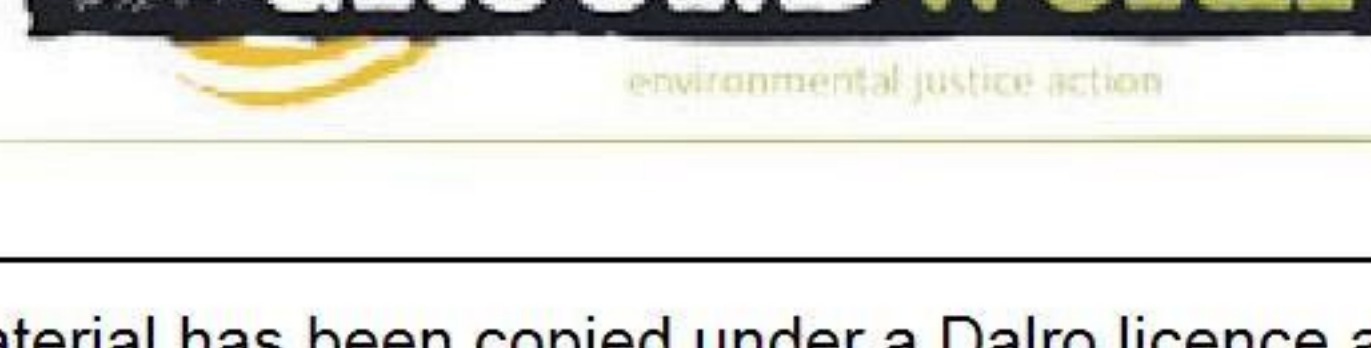 environmental justice action
aterial has been copied under a Dalro licence a